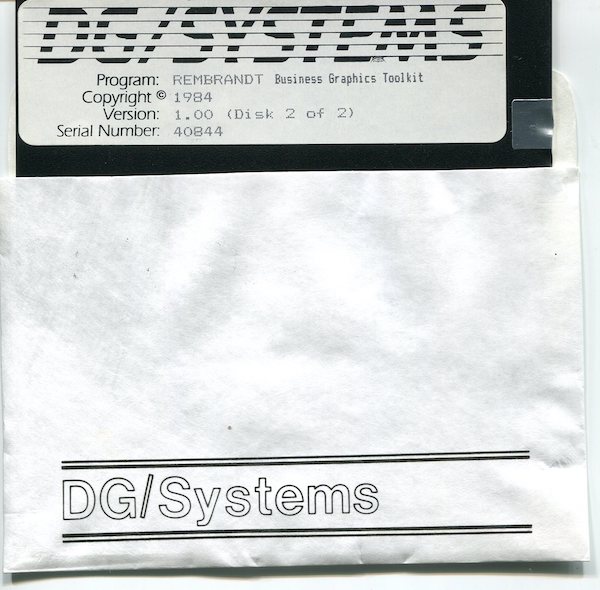 DG/SYSTEMS
Program: REMBRANDT Business Graphics Toolkit
Copyright © 1984
Version: 1.00 (Disk 2 of 2)
Serial Number: 40844
DG/Systems